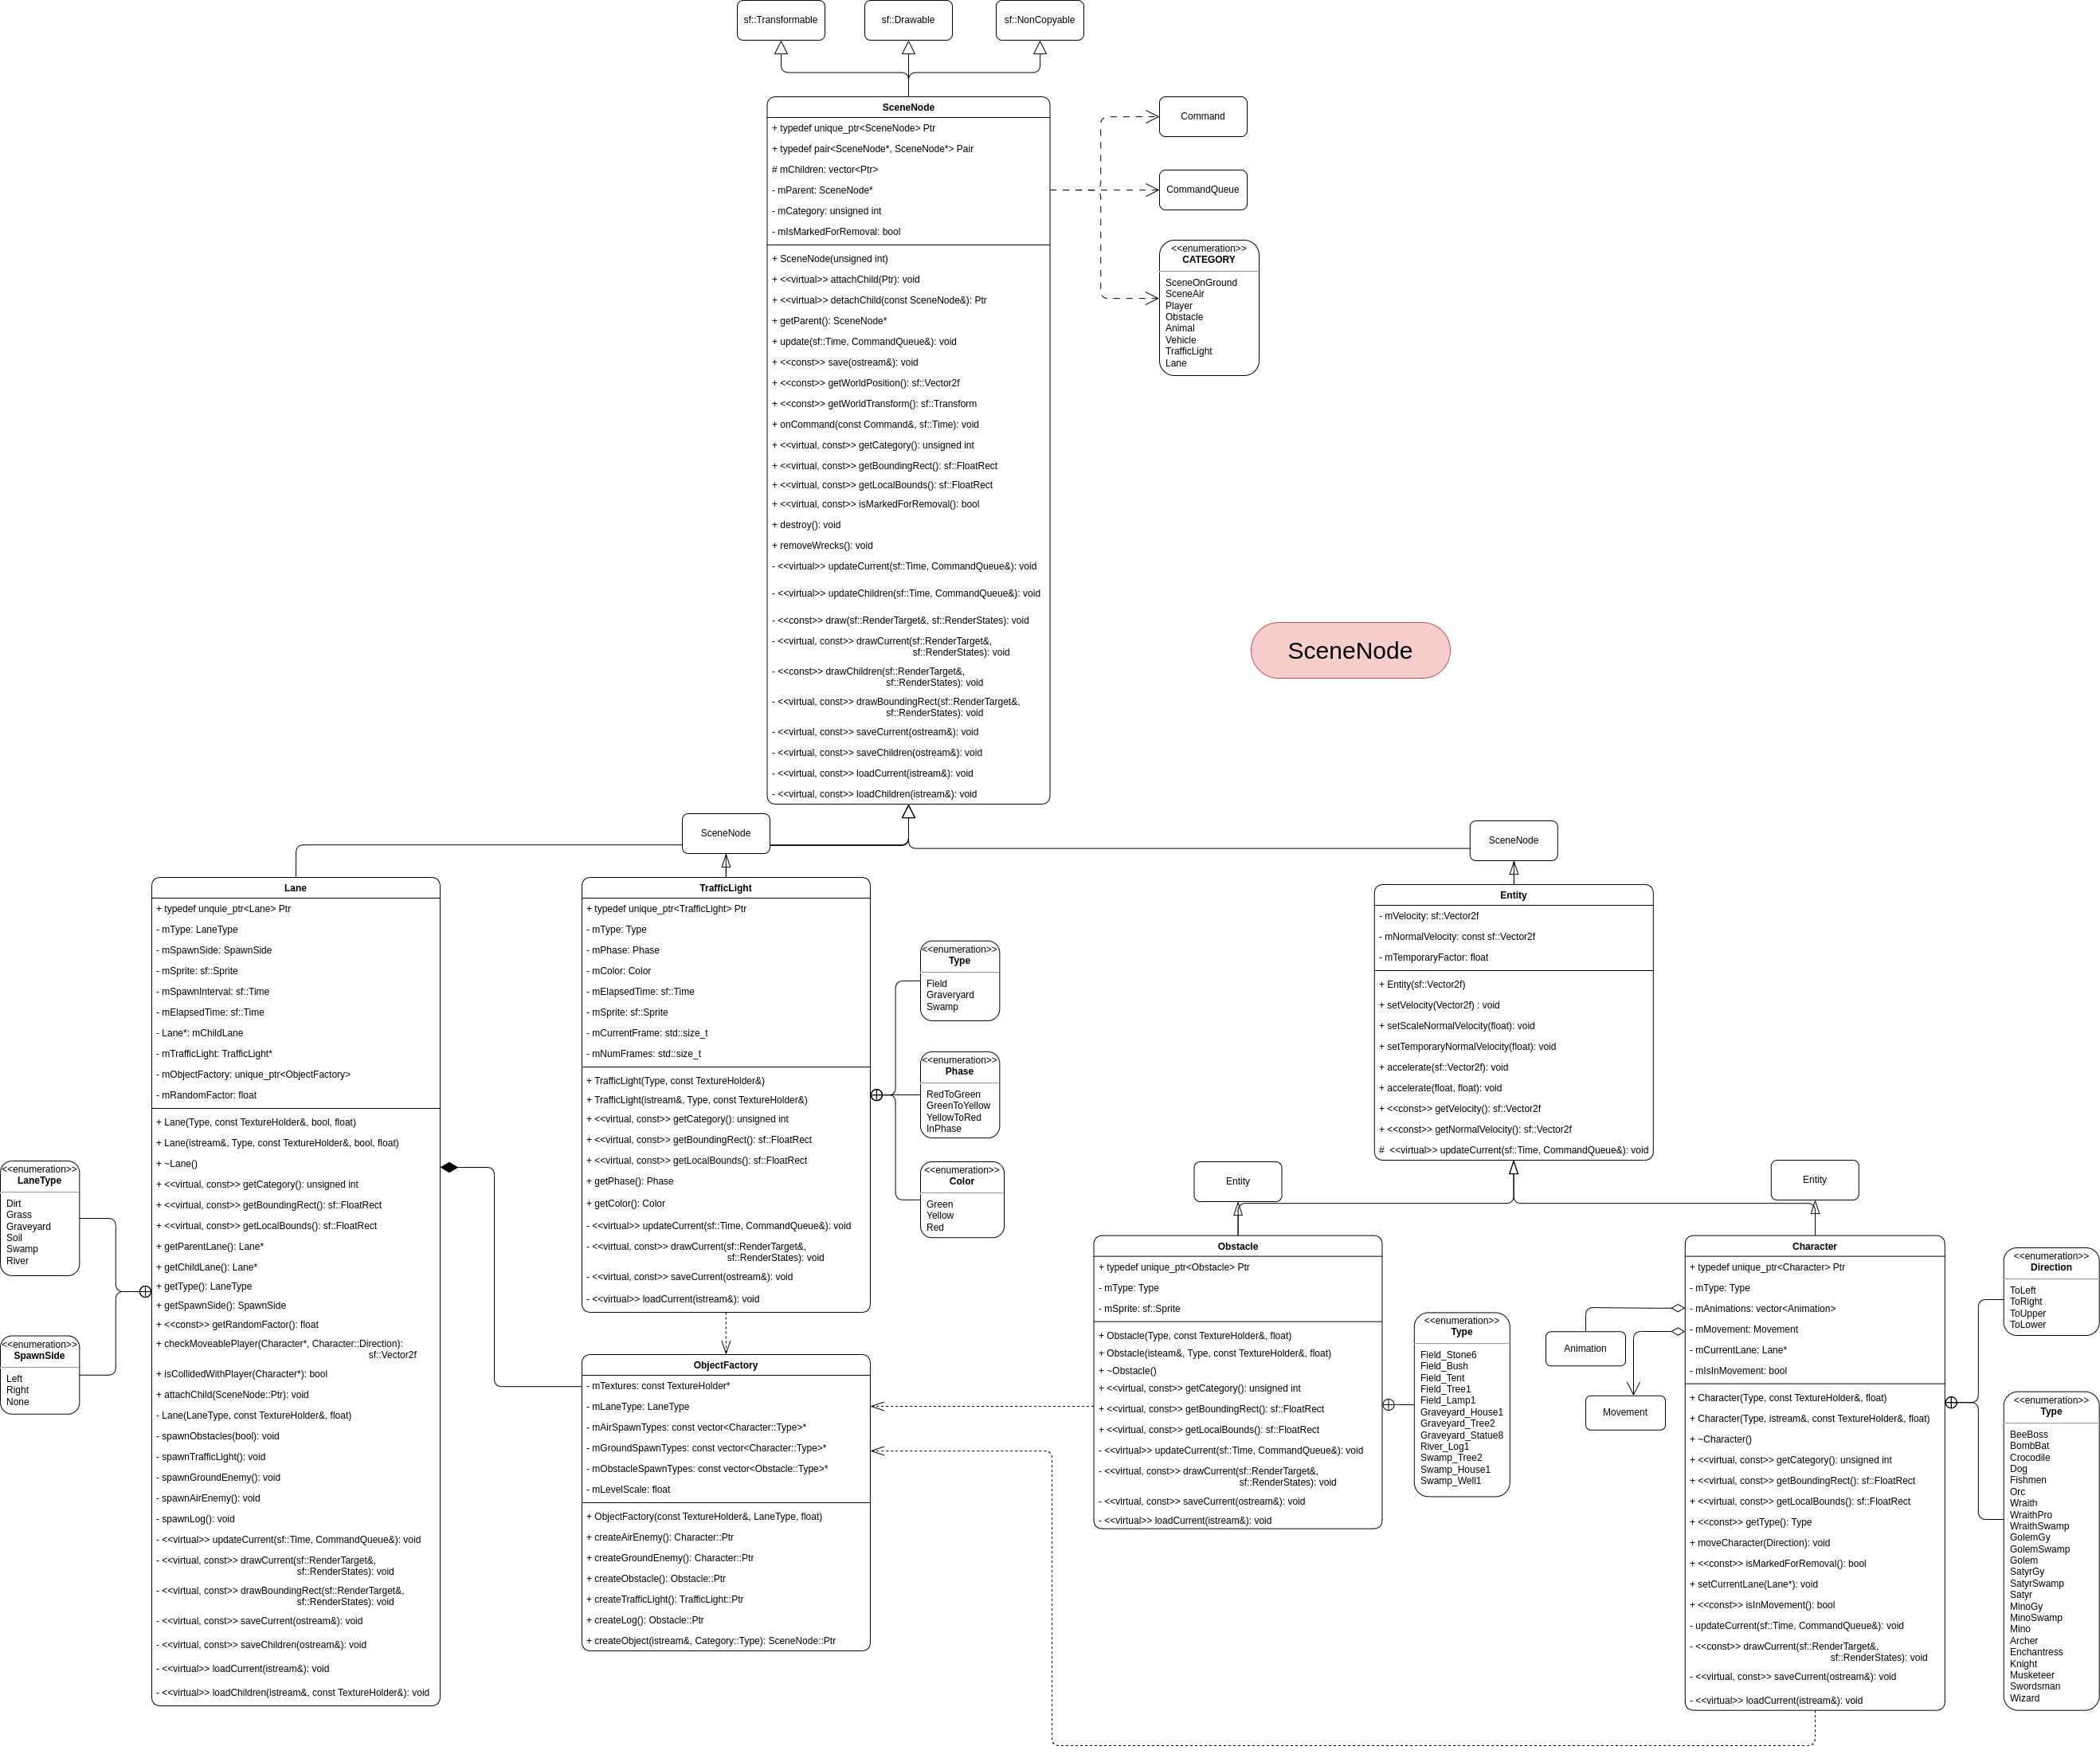 sf::Transformable
sf::Drawable
sf::NonCopyable
SceneNode
+ typedef unique_ptr<SceneNode> Ptr
+ typedef pair<SceneNode*, SceneNode*> Pair
# mChildren: vector<Ptr>
- mParent: SceneNode*
- mCategory: unsigned int
- mIsMarkedForRemoval: bool
+ SceneNode(unsigned int)
+ <<virtual>> attachChild(Ptr): void
+ <<virtual>> detachChild(const SceneNode&): Ptr
+ getParent(): SceneNode*
+ update(sf::Time, CommandQueue&): void
+ <<const>> save(ostream&): void
+ <<const>> getWorldPosition(): sf::Vector2f
+ <<const>> getWorldTransform(): sf::Transform
+ onCommand(const Command&, sf::Time): void
+ <<virtual, const>> getCategory(): unsigned int
+ <<virtual, const>> getBoundingRect(): sf::FloatRect
+ <<virtual, const>> getLocalBounds(): sf::FloatRect
+ <<virtual, const>> isMarkedForRemoval(): bool
+ destroy(): void
+ removeWrecks(): void
- <<virtual>> updateCurrent(sf::Time, CommandQueue&): void
- <<virtual>> updateChildren(sf::Time, CommandQueue&): void
- <<const>> draw(sf::RenderTarget&, sf::RenderStates): void
- <<virtual, const>> drawCurrent(sf::RenderTarget&,
sf::RenderStates): void
- <<const>> drawChildren(sf::RenderTarget&,
sf::RenderStates): void
- <<virtual, const>> drawBoundingRect(sf::RenderTarget&,
sf::RenderStates): void
- <<virtual, const>> saveCurrent(ostream&): void
- <<virtual, const>> saveChildren(ostream&): void
- <<virtual, const>> loadCurrent(istream&): void
- <<virtual, const>> loadChildren(istream&): void
Command
CommandQueue
<<enumeration>>
CATEGORY
SceneOnGround
SceneAir
Player
Obstacle
Animal
Vehicle
TrafficLight
Lane
SceneNode
SceneNode
SceneNode
Lane
+ typedef unquie_ptr<Lane> Ptr
- mType: LaneType
- mSpawnSide: SpawnSide
- mSprite: sf::Sprite
- mSpawnInterval: sf::Time
- mElapsedTime: sf::Time
- Lane*: mChildLane
- mTrafficLight: TrafficLight*
- mObjectFactory: unique_ptr<ObjectFactory>
- mRandomFactor: float
+ Lane(Type, const TextureHolder&, bool, float)
+ Lane(istream&, Type, const TextureHolder&, bool, float)
+ ~Lane()
+ <<virtual, const>> getCategory(): unsigned int
+ <<virtual, const>> getBoundingRect(): sf::FloatRect
+ <<virtual, const>> getLocalBounds(): sf::FloatRect
+ getParentLane(): Lane*
+ getChildLane(): Lane*
+ getType(): LaneType
+ getSpawnSide(): SpawnSide
+ <<const>> getRandomFactor(): float
+ checkMoveablePlayer(Character*, Character::Direction):
sf::Vector2f
+ isCollidedWithPlayer(Character*): bool
+ attachChild(SceneNode::Ptr): void
- Lane(LaneType, const TextureHolder&, float)
- spawnObstacles(bool): void
- spawnTrafficLight(): void
- spawnGroundEnemy(): void
- spawnAirEnemy(): void
- spawnLog(): void
- <<virtual>> updateCurrent(sf::Time, CommandQueue&): void
- <<virtual, const>> drawCurrent(sf::RenderTarget&,
sf::RenderStates): void
- <<virtual, const>> drawBoundingRect(sf::RenderTarget&,
sf::RenderStates): void
- <<virtual, const>> saveCurrent(ostream&): void
- <<virtual, const>> saveChildren(ostream&): void
- <<virtual>> loadCurrent(istream&): void
- <<virtual>> loadChildren(istream&, const TextureHolder&): void
<<enumeration>>
LaneType
Dirt
Grass
Graveyard
Soil
Swamp
River
<<enumeration>>
SpawnSide
Left
Right
None
TrafficLight
+ typedef unique_ptr<TrafficLight> Ptr
- mType: Type
- mPhase: Phase
- mColor: Color
- mElapsedTime: sf::Time
- mSprite: sf::Sprite
- mCurrentFrame: std::size_t
- mNumFrames: std::size_t
+ TrafficLight(Type, const TextureHolder&)
+ TrafficLight(istream&, Type, const TextureHolder&)
+ <<virtual, const>> getCategory(): unsigned int
+ <<virtual, const>> getBoundingRect(): sf::FloatRect
+ <<virtual, const>> getLocalBounds(): sf::FloatRect
+ getPhase(): Phase
+ getColor(): Color
- <<virtual>> updateCurrent(sf::Time, CommandQueue&): void
- <<virtual, const>> drawCurrent(sf::RenderTarget&,
sf::RenderStates): void
- <<virtual, const>> saveCurrent(ostream&): void
- <<virtual>> loadCurrent(istream&): void
<<enumeration>>
Type
Field
Graveryard
Swamp
<<enumeration>>
Phase
RedToGreen
GreenToYellow
YellowToRed
InPhase
<<enumeration>>
Color
Green
Yellow
Red
ObjectFactory
- mTextures: const TextureHolder*
- mLaneType: LaneType
- mAirSpawnTypes: const vector<Character::Type>*
- mGroundSpawnTypes: const vector<Character::Type>*
- mObstacleSpawnTypes: const vector<Obstacle::Type>*
- mLevelScale: float
+ ObjectFactory(const TextureHolder&, LaneType, float)
+ createAirEnemy(): Character::Ptr
+ createGroundEnemy(): Character::Ptr
+ createObstacle(): Obstacle::Ptr
+ createTrafficLight(): TrafficLight::Ptr
+ createLog(): Obstacle::Ptr
+ createObject(istream&, Category::Type): SceneNode::Ptr
Entity
- mVelocity: sf::Vector2f
- mNormalVelocity: const sf::Vector2f
- mTemporaryFactor: float
+ Entity(sf::Vector2f)
+ setVelocity(Vector2f) : void
+ setScaleNormalVelocity(float): void
+ setTemporaryNormalVelocity(float): void
+ accelerate(sf::Vector2f): void
+ accelerate(float, float): void
+ <<const>> getVelocity(): sf::Vector2f
+ <<const>> getNormalVelocity(): sf::Vector2f
# <<virtual>> updateCurrent(sf::Time, CommandQueue&): void
Entity
Entity
Obstacle
+ typedef unique_ptr<Obstacle> Ptr
- mType: Type
- mSprite: sf::Sprite
+ Obstacle(Type, const TextureHolder&, float)
+ Obstacle(isteam&, Type, const TextureHolder&, float)
+ ~Obstacle()
+ <<virtual, const>> getCategory(): unsigned int
+ <<virtual, const>> getBoundingRect(): sf::FloatRect
+ <<virtual, const>> getLocalBounds(): sf::FloatRect
- <<virtual>> updateCurrent(sf::Time, CommandQueue&): void
- <<virtual, const>> drawCurrent(sf::RenderTarget&,
sf::RenderStates): void
- <<virtual, const>> saveCurrent(ostream&): void
- <<virtual>> loadCurrent(istream&): void
<<enumeration>>
Type
Field_Stone6
Field_Bush
Field_Tent
Field_Tree1
Field_Lamp1
Graveyard_House1
Graveyard_Tree2
Graveyard_Statue8
River_Log1
Swamp_Tree2
Swamp_House1
Swamp_Well1
Animation
Movement
Character
+ typedef unique_ptr<Character> Ptr
- mType: Type
- mAnimations: vector<Animation>
- mMovement: Movement
- mCurrentLane: Lane*
- mIsInMovement: bool
+ Character(Type, const TextureHolder&, float)
+ Character(Type, istream&, const TextureHolder&, float)
+ ~Character()
+ <<virtual, const>> getCategory(): unsigned int
+ <<virtual, const>> getBoundingRect(): sf::FloatRect
+ <<virtual, const>> getLocalBounds(): sf::FloatRect
+ <<const>> getType(): Type
+ moveCharacter(Direction): void
+ <<const>> isMarkedForRemoval(): bool
+ setCurrentLane(Lane*): void
+ <<const>> isInMovement(): bool
- updateCurrent(sf::Time, CommandQueue&): void
- <<const>> drawCurrent(sf::RenderTarget&,
sf::RenderStates): void
- <<virtual, const>> saveCurrent(ostream&): void
- <<virtual>> loadCurrent(istream&): void
<<enumeration>>
Direction
ToLeft
ToRight
ToUpper
ToLower
<<enumeration>>
Type
BeeBoss
BombBat
Crocodile
Dog
Fishmen
Orc
Wraith
WraithPro
WraithSwamp
GolemGy
GolemSwamp
Golem
SatyrGy
SatyrSwamp
Satyr
MinoGy
MinoSwamp
Mino
Archer
Enchantress
Knight
Musketeer
Swordsman
Wizard